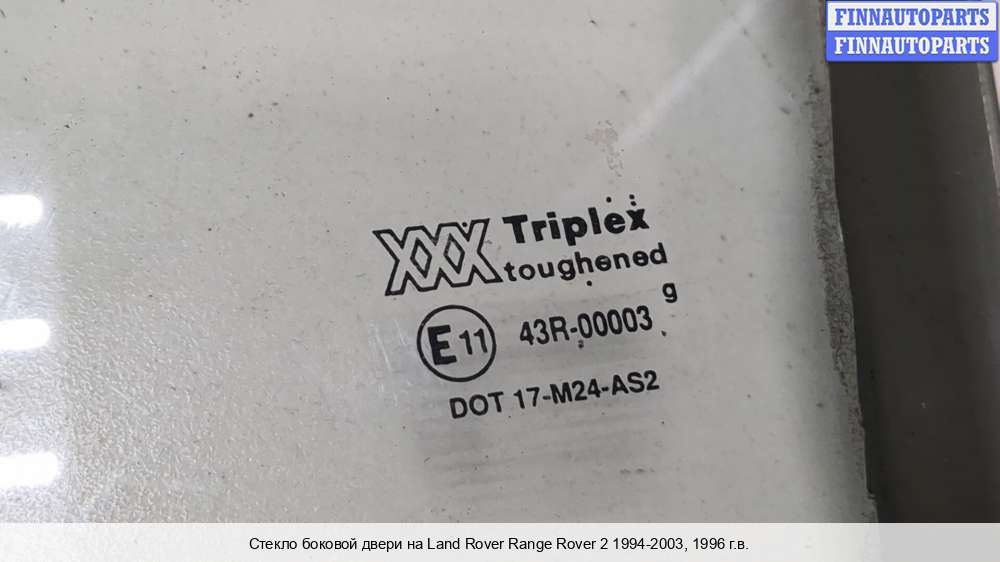 FINNAUTOPARTS
FINNAUTOPARTS
XXX Triplex
toughened
g
E11 43R-00003
DOT 17-M24-AS2
Стекло боковой двери на Land Rover Range Rover 2 1994-2003, 1996 г.в.